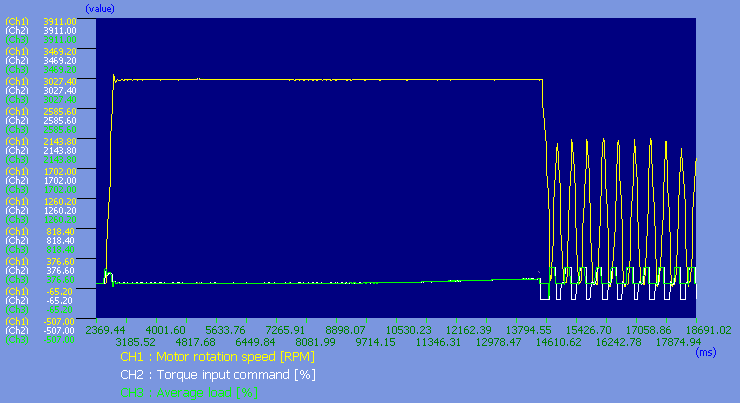 (value)
(Ch1) 3911.00
(Ch2) 3911.00
(Ch1) 3469.20
(Ch2) 3469.20
(Ch1) 3027.40
(Ch2) 3027.40
(Ch1) 2585.60
(Ch2) 2585.60
(Ch1) 2143.80
(Ch2) 2143.80
(Ch1) 1702.00
(Ch2) 1702.00
(Ch1) 1260.20
(Ch2) 1260.20
(Ch1) 818.40
(Ch2) 818.40
(Ch1) 376.60
(Ch2) 376.60
(Ch1) -65.20
(Ch2) -65.20
(Ch1) -507.00
(Ch2) -507.00
2369.44 4001.60 5633.76 7265.91 8898.07 10530.23 12162.39 13794.55 15426.70 17058.86 18691.02
3185.52 4817.68 6449.84 8081.99 9714.15 11346.31 12978.47 14610.62 16242.78 17874.94
(ms)
CH1 : Motor rotation speed [RPM]
CH2 : Torque input command [%]
CH3 : Average load [%]